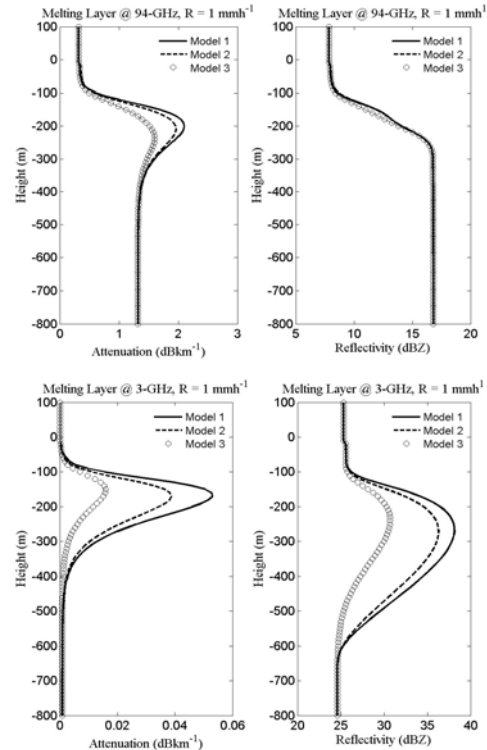 Melting Layer @ 94-GHz, R = 1 mmh-1
100
0
-100
-200
-300
-400
-500
-600
-700
-800
Height (m)
Model 1
Model 2
Model 3
0
1
2
3
Attenuation (dBkm-1)
Melting Layer @ 94-GHz, R = 1 mmh1
100
0
-100
-200
-300
-400
-500
-600
-700
-800
Height (m)
Model 1
Model 2
Model 3
5
10
15
20
Reflectivity (dBZ)
Melting Layer @ 3-GHz, R = 1 mmh-1
100
0
-100
-200
-300
-400
-500
-600
-700
-800
Height (m)
Model 1
Model 2
Model 3
0
0.02
0.04
0.06
Attenuation (dBkm-1)
Melting Layer @ 3-GHz, R = 1 mmh1
100
0
-100
-200
-300
-400
-500
-600
-700
-800
Height (m)
Model 1
Model 2
Model 3
20
25
30
35
40
Reflectivity (dBZ)